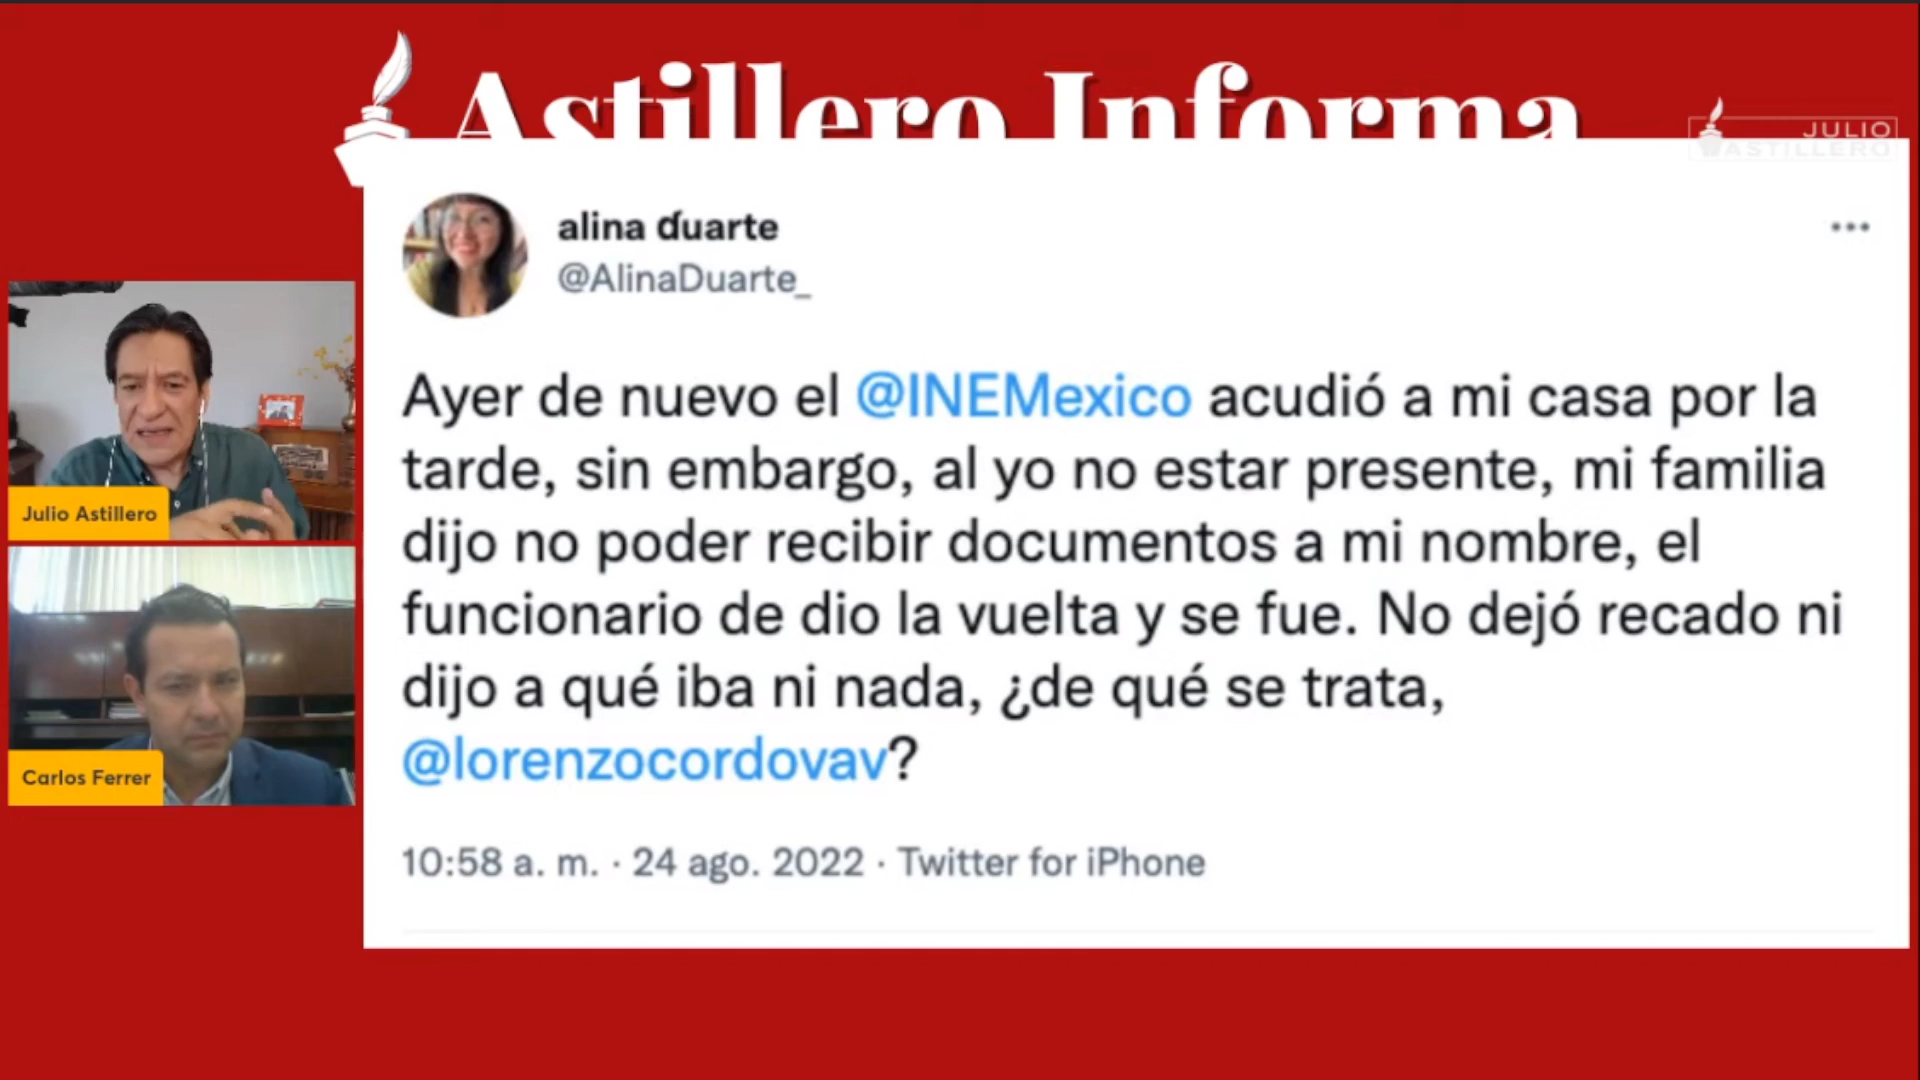 Astillero Informa
JULIO
ASTILLERO
alina ɗuarte
@AlinaDuarte_
Ayer de nuevo el @INEMexico acudió a mi casa por la
tarde, sin embargo, al yo no estar presente, mi familia
dijo no poder recibir documentos a mi nombre, el
funcionario de dio la vuelta y se fue. No dejó recado ni
dijo a qué iba ni nada, ¿de qué se trata,
@lorenzocordovav?
10:58 a. m. · 24 ago. 2022 · Twitter for iPhone
Julio Astillero
Carlos Ferrer